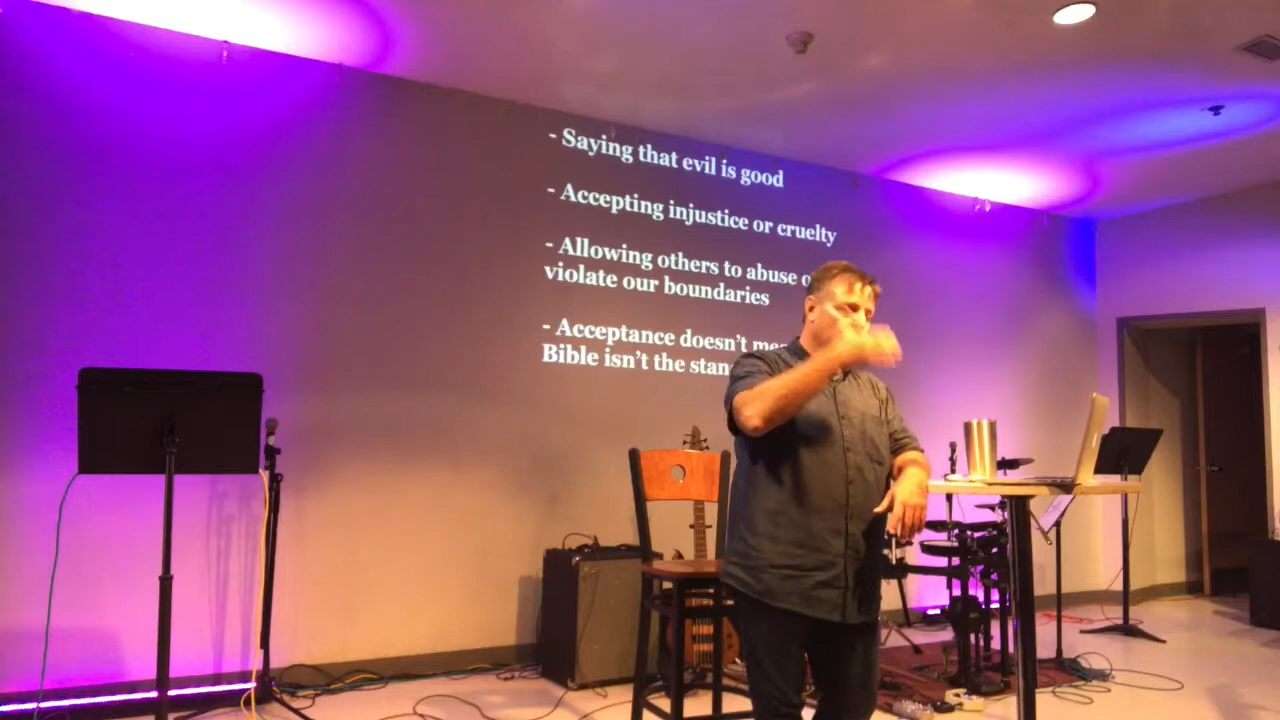 - Saying that evil is good
- Accepting injustice or cruelty
- Allowing others to abuse
violate our boundaries
- Acceptance doesn't
Bible isn't the